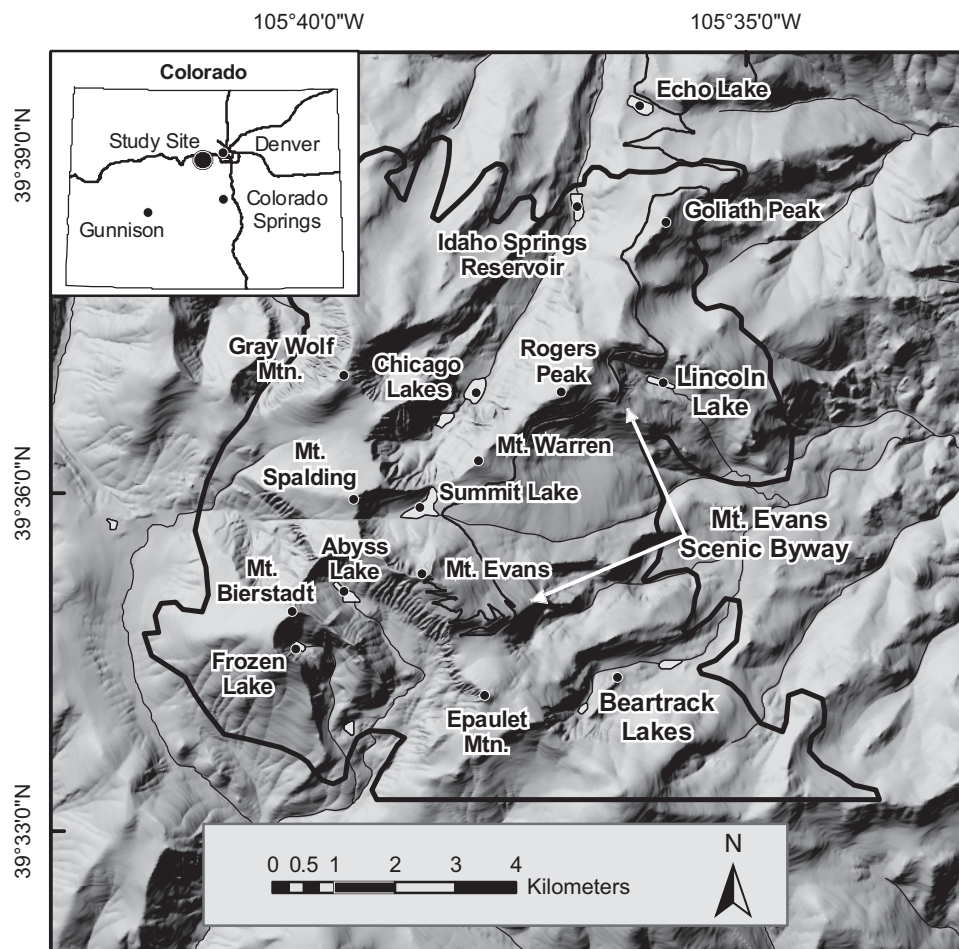 105°40'0"W
105°35'0"W
39°39'0"N
39°36'0"N
39°33'0"N
Colorado
Study Site
Denver
Colorado
Springs
Gunnison
Echo Lake
Goliath Peak
Idaho Springs
Reservoir
Gray Wolf
Mtn.
Chicago
Lakes
Rogers
Peak
Lincoln
Lake
Mt. Warren
Mt.
Spalding
Summit Lake
Mt. Evans
Scenic Byway
Abyss
Lake
Mt. Evans
Mt.
Bierstadt
Frozen
Lake
Epaulet
Mtn.
Beartrack
Lakes
0 0.5 1 2 3 4
Kilometers
N